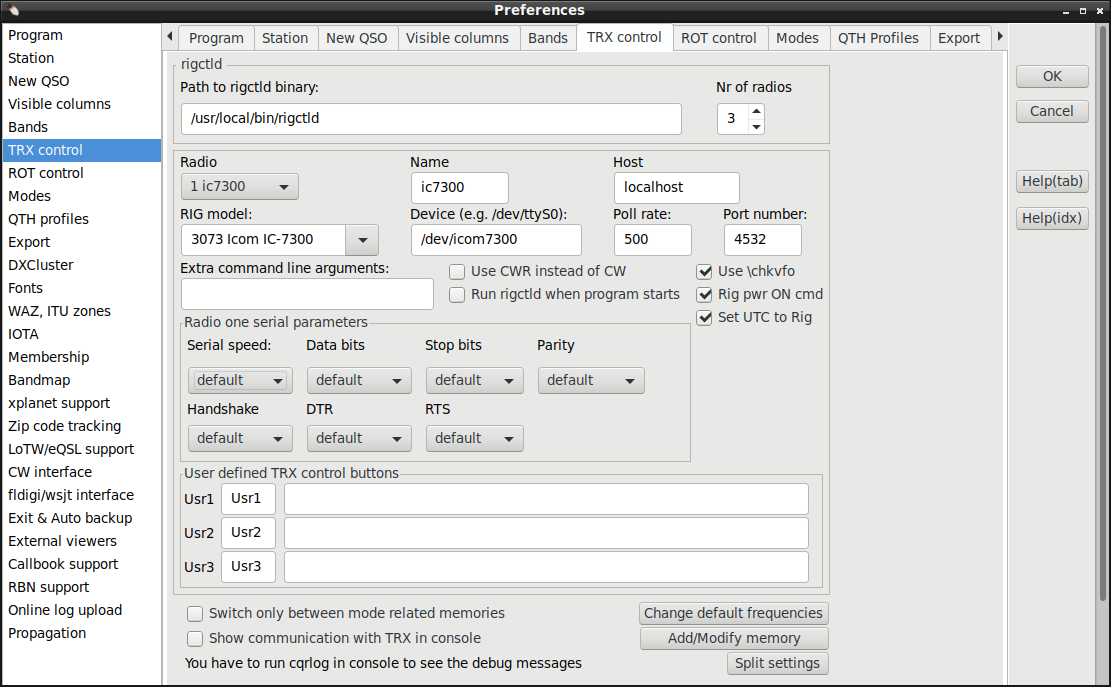 Preferences
Program
Station
New QSO
Visible columns
Bands
TRX control
ROT control
Modes
QTH profiles
Export
DXCluster
Fonts
WAZ, ITU zones
IOTA
Membership
Bandmap
xplanet support
Zip code tracking
LoTW/eQSL support
CW interface
fldigi/wsjt interface
Exit & Auto backup
External viewers
Callbook support
RBN support
Online log upload
Propagation
Program Station New QSO Visible columns Bands TRX control ROT control Modes QTH Profiles Export
rigctld
Path to rigctld binary: Nr of radios
/usr/local/bin/rigctld 3
Radio Name Host
1 ic7300 ic7300 localhost
RIG model: Device (e.g. /dev/ttyS0): Poll rate: Port number:
3073 Icom IC-7300 /dev/icom7300 500 4532
Extra command line arguments: Use CWR instead of CW Use \chkvfo
Run rigctld when program starts Rig pwr ON cmd
Set UTC to Rig
Radio one serial parameters
Serial speed: Data bits Stop bits Parity
default default default default
Handshake DTR RTS
default default default
User defined TRX control buttons
Usr1 Usr1
Usr2 Usr2
Usr3 Usr3
Switch only between mode related memories Change default frequencies
Show communication with TRX in console Add/Modify memory
You have to run cqrlog in console to see the debug messages Split settings
OK
Cancel
Help(tab)
Help(idx)